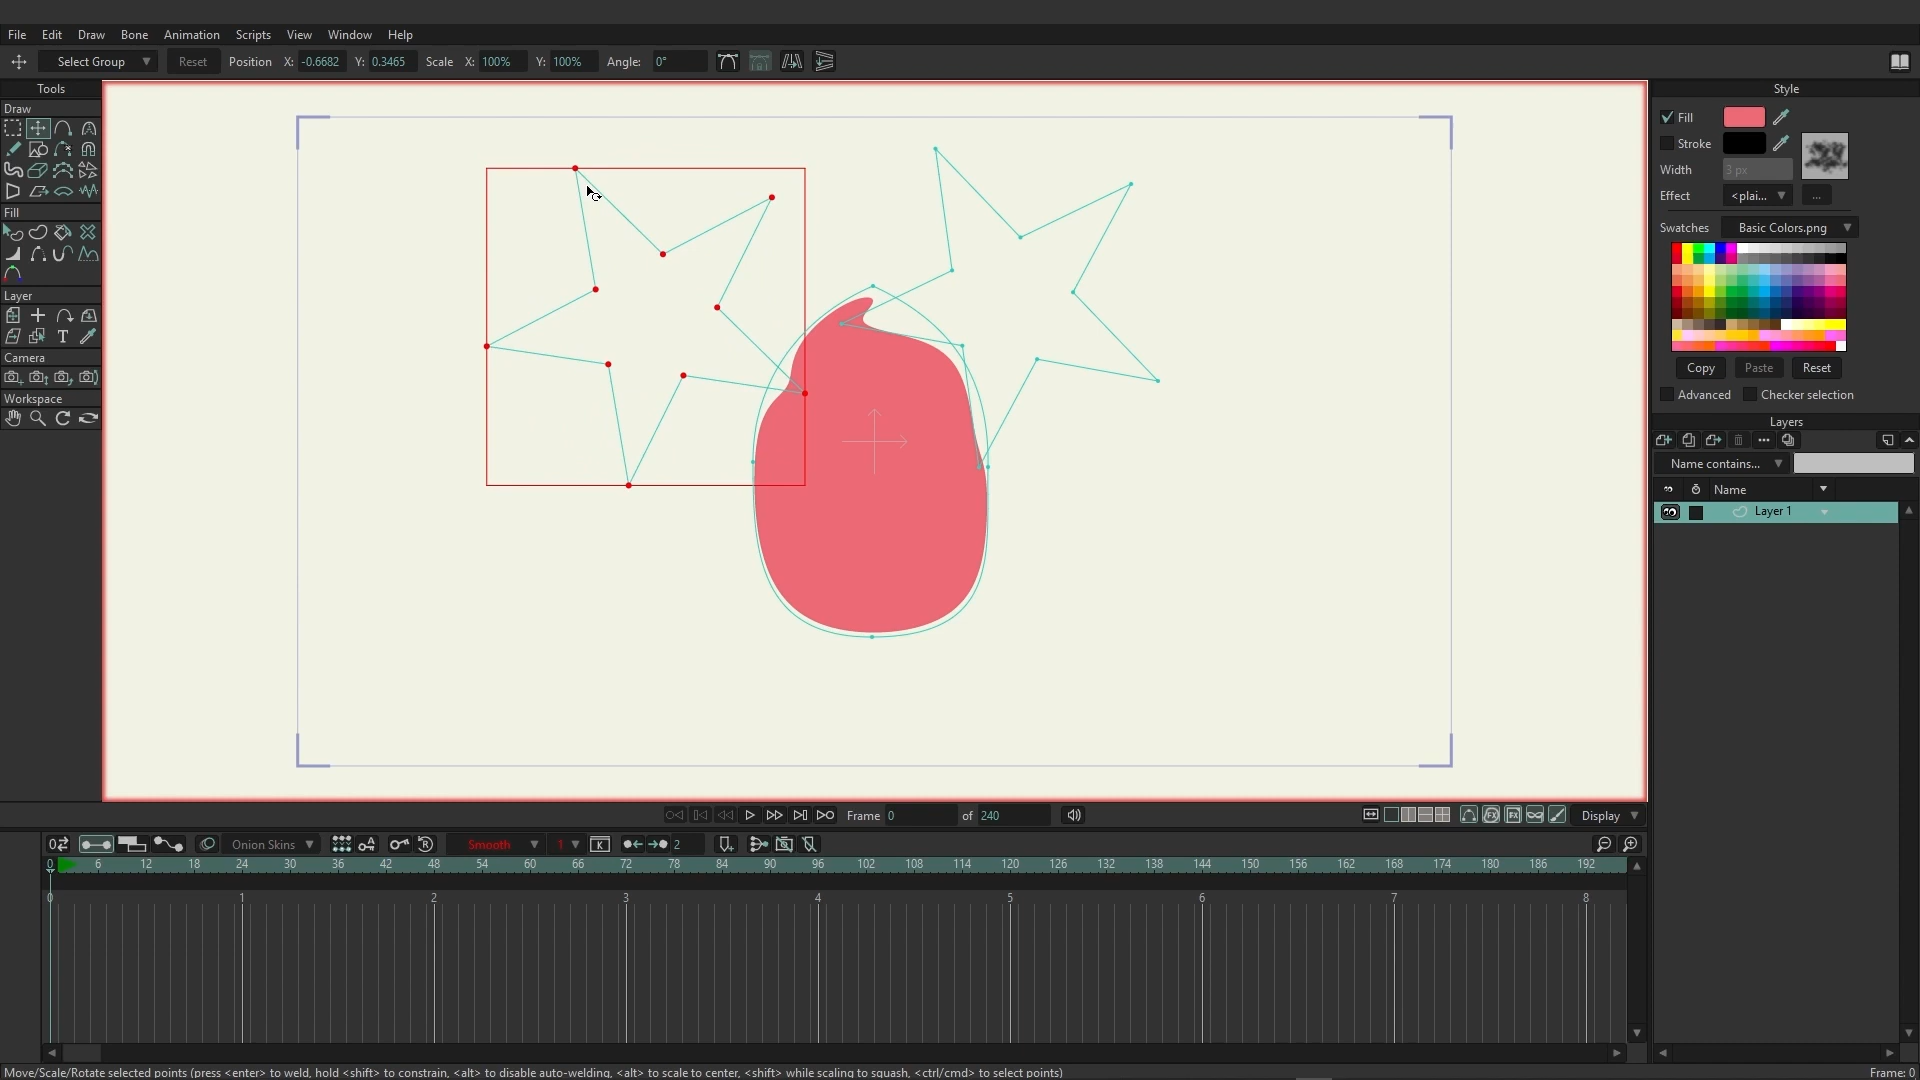 File Edit Draw Bone Animation Scripts View Window Help
Select Group Reset Position X: -0.6682 Y: 0.3465 Scale X: 100% Y: 100% Angle: 0°
Tools
Draw
Fill
Layer
Camera
Workspace
Style
Fill
Stroke
Width 3 px
Effect <plai... ...
Swatches Basic Colors.png
Copy Paste Reset
Advanced Checker selection
Layers
Name contains...
Name
Layer 1
Frame 0 of 240 Display
Onion Skins Smooth 1 2
0 6 12 18 24 30 36 42 48 54 60 66 72 78 84 90 96 102 108 114 120 126 132 138 144 150 156 162 168 174 180 186 192
0 1 2 3 4 5 6 7 8
Move/Scale/Rotate selected points (press <enter> to weld, hold <shift> to constrain, <alt> to disable auto-welding, <alt> to scale to center, <shift> while scaling to squash, <ctrl/cmd> to select points) Frame: 0